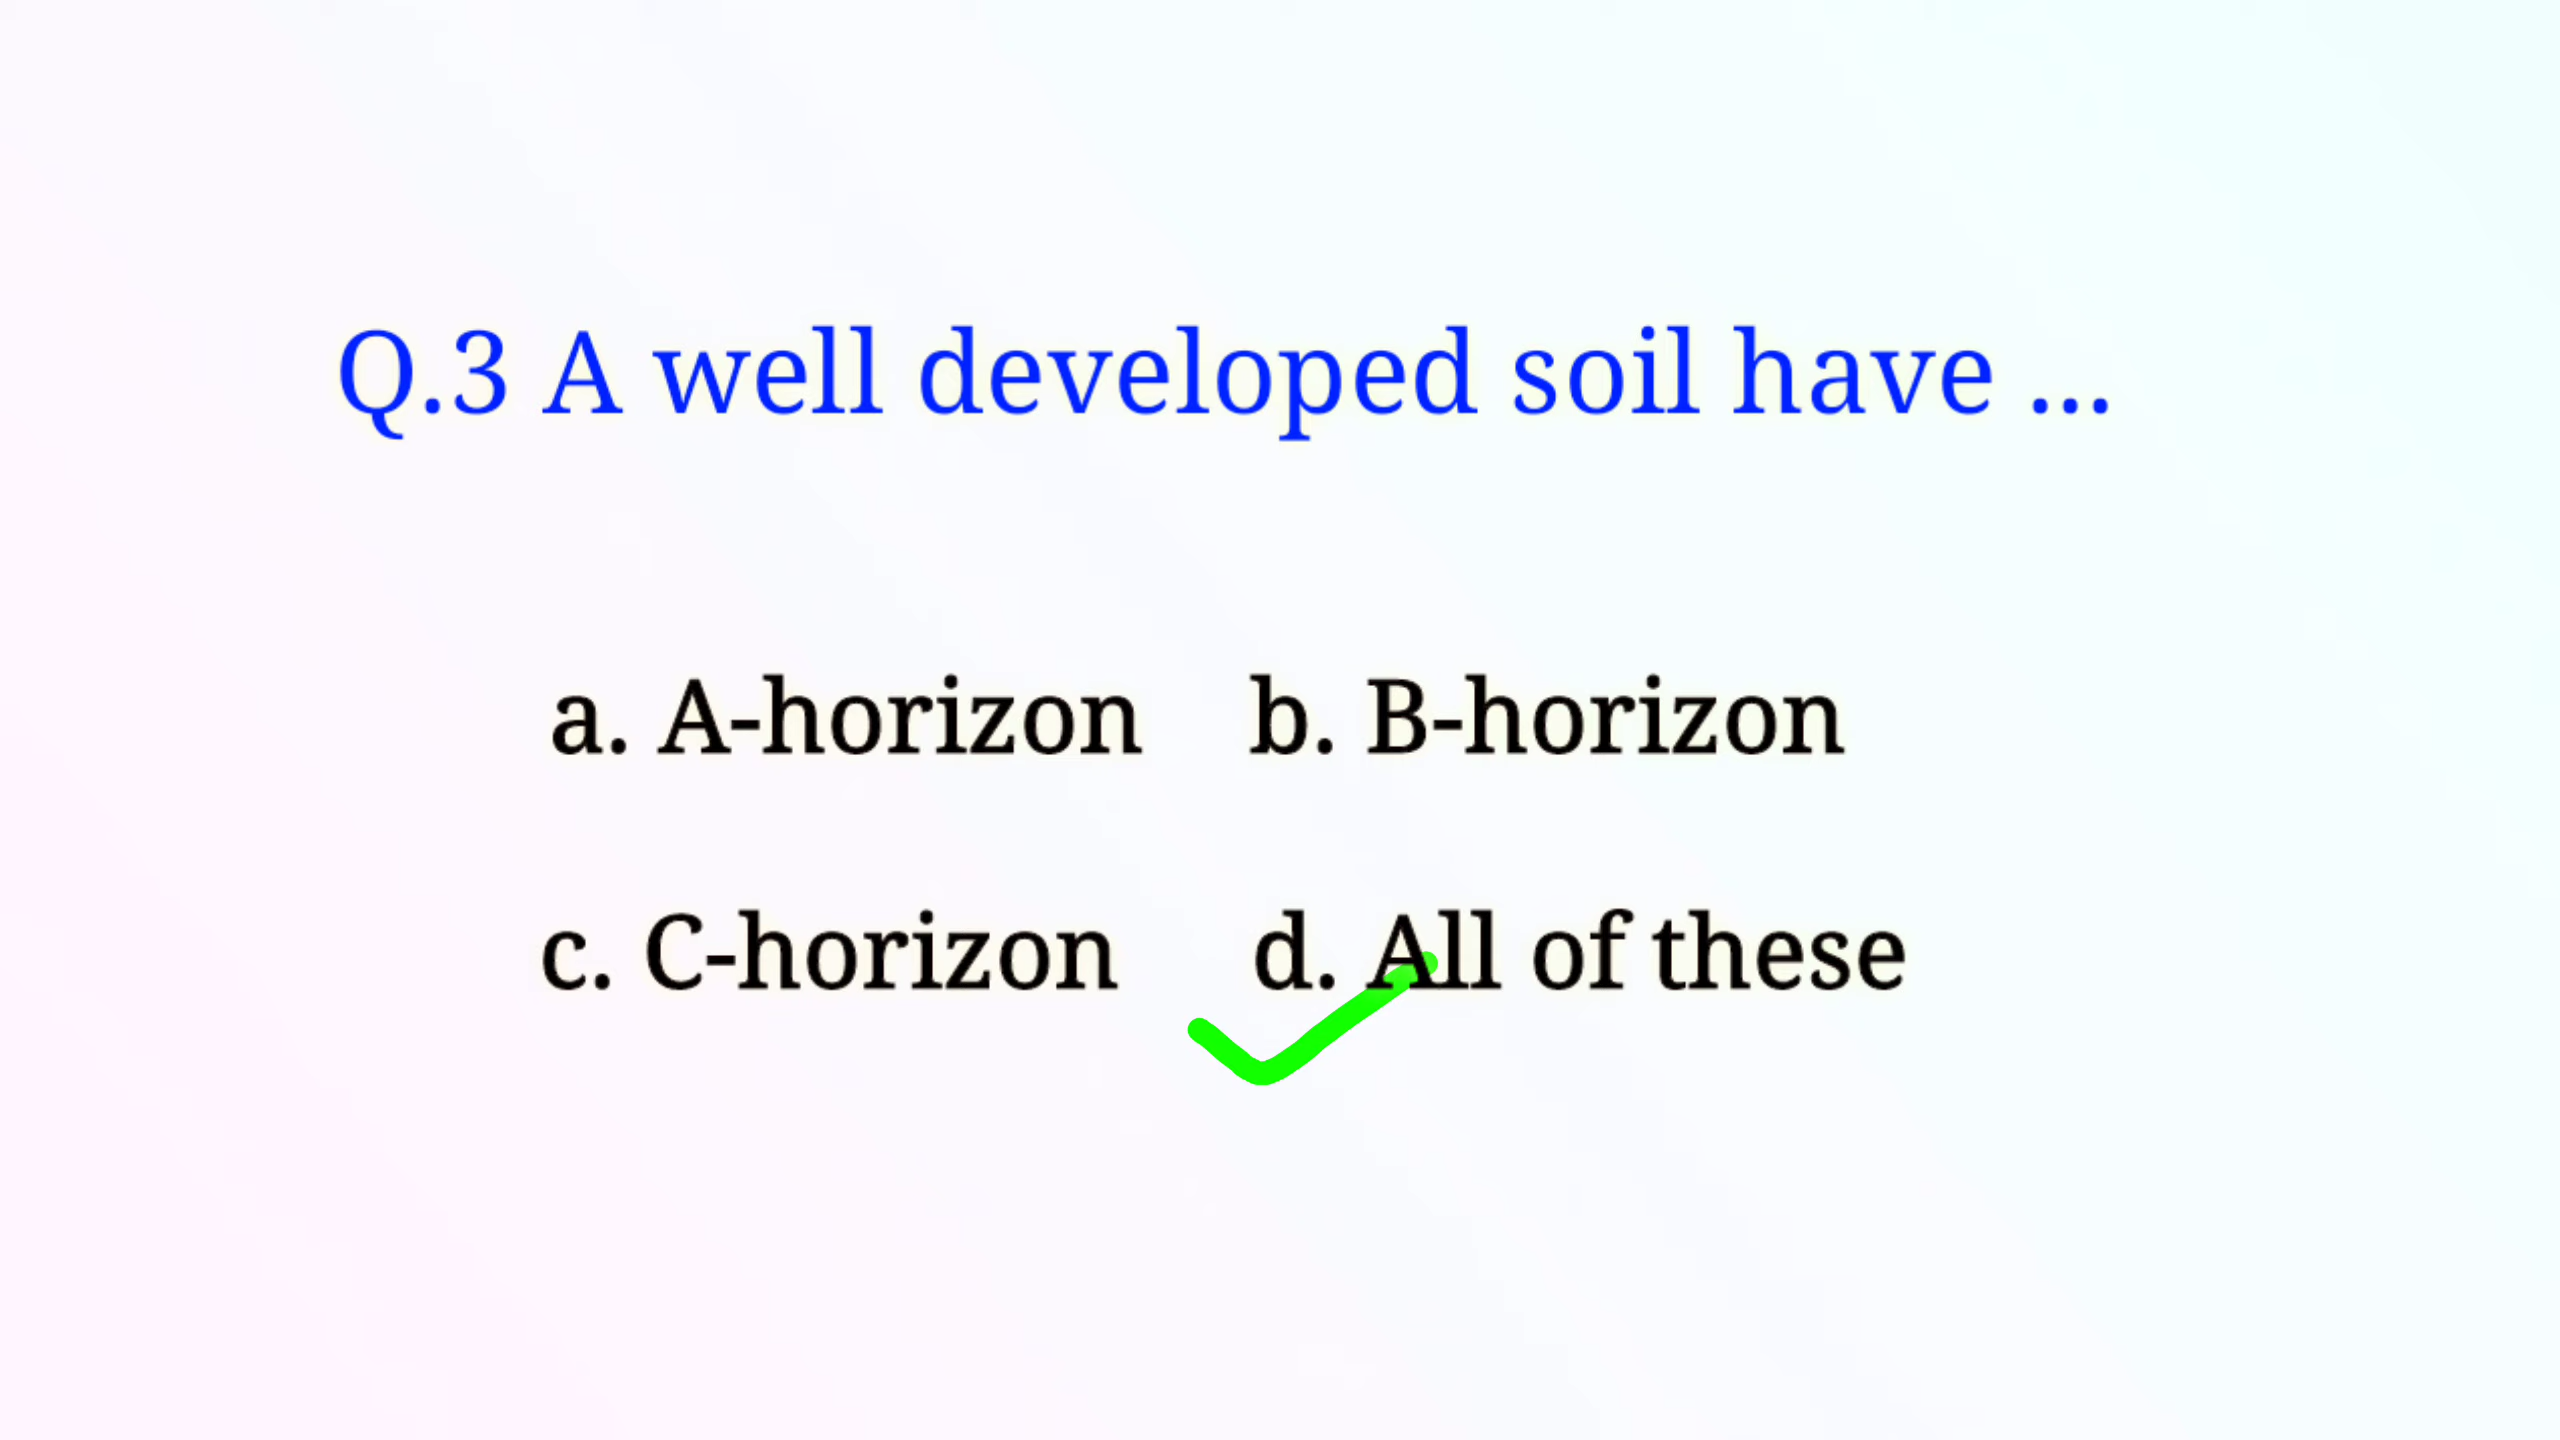 Q.3 A well developed soil have ...
a. A-horizon b. B-horizon
c. C-horizon d. All of these